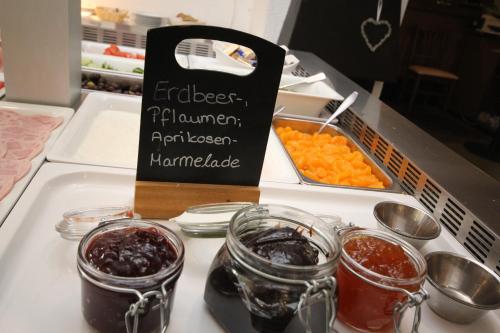 Erdbeer-,
Pflaumen,
Aprikosen-
Marmelade